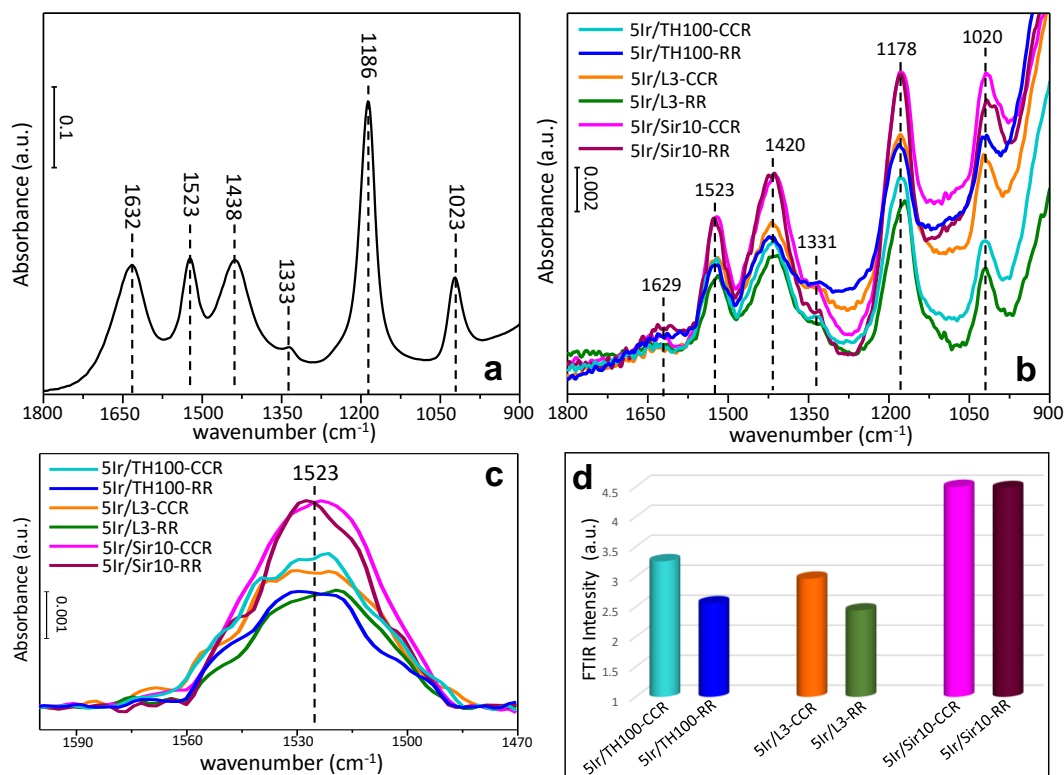 1632
1523
1438
1333
1186
1023
0.1
Absorbance (a.u.)
a
1800
1650
1500
1350
1200
1050
900
wavenumber (cm⁻¹)
5Ir/TH100-CCR
5Ir/TH100-RR
5Ir/L3-CCR
5Ir/L3-RR
5Ir/Sir10-CCR
5Ir/Sir10-RR
1629
1523
1420
1331
1178
1020
0.002
Absorbance (a.u.)
b
1800
1650
1500
1350
1200
1050
900
wavenumber (cm⁻¹)
5Ir/TH100-CCR
5Ir/TH100-RR
5Ir/L3-CCR
5Ir/L3-RR
5Ir/Sir10-CCR
5Ir/Sir10-RR
1523
c
0.001
Absorbance (a.u.)
1590
1560
1530
1500
1470
wavenumber (cm⁻¹)
d
4.5
4
3.5
3
2.5
2
1.5
1
FTIR Intensity (a.u.)
5Ir/TH100-CCR
5Ir/TH100-RR
5Ir/L3-CCR
5Ir/L3-RR
5Ir/Sir10-CCR
5Ir/Sir10-RR